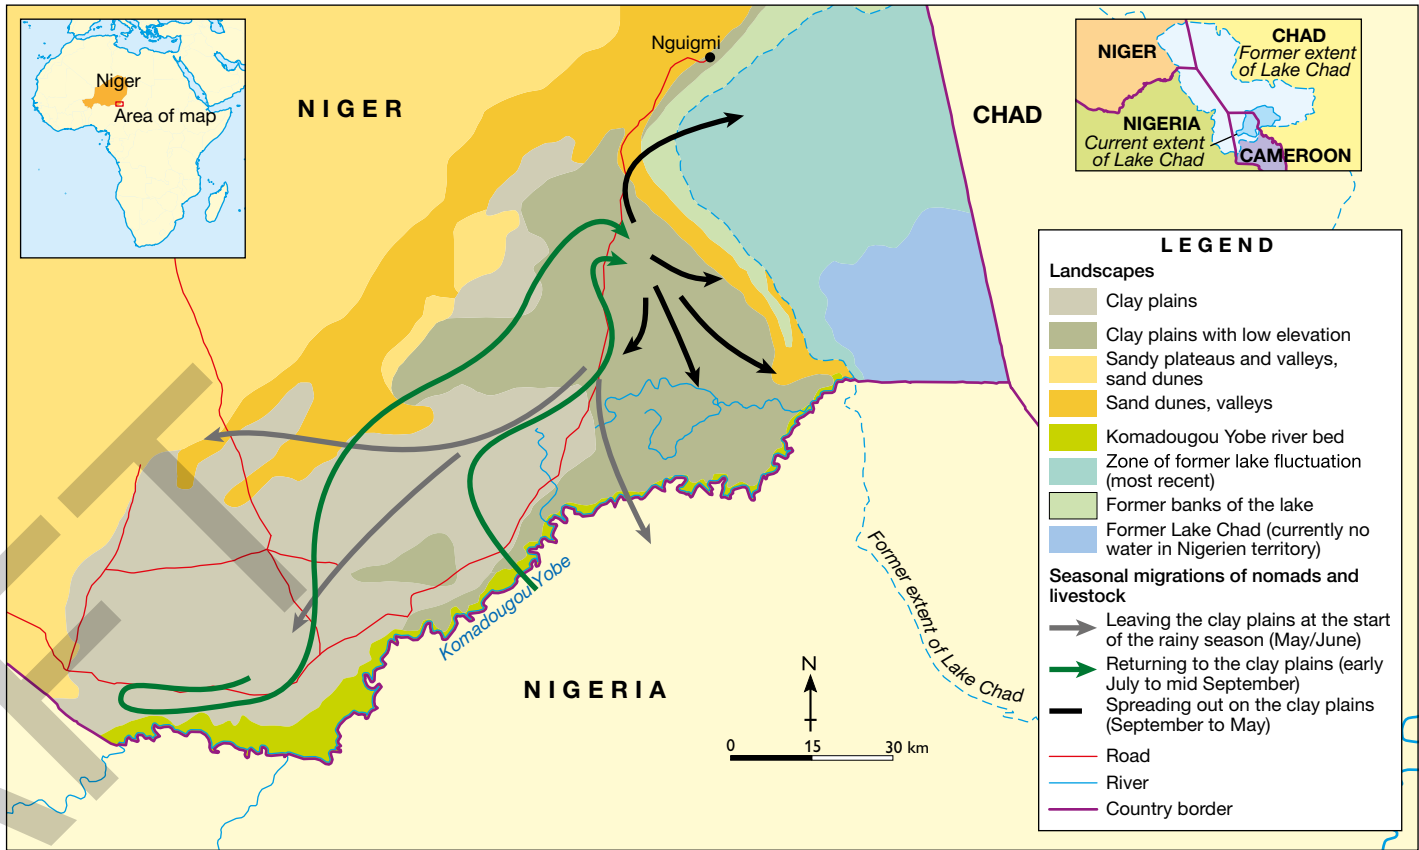 Niger
Area of map
NIGER
Nguigmi
CHAD
NIGER
CHAD
Former extent
of Lake Chad
NIGERIA
Current extent
of Lake Chad
CAMEROON
Komadougou Yobe
NIGERIA
Former extent of Lake Chad
N
0 15 30 km
LEGEND
Landscapes
Clay plains
Clay plains with low elevation
Sandy plateaus and valleys,
sand dunes
Sand dunes, valleys
Komadougou Yobe river bed
Zone of former lake fluctuation
(most recent)
Former banks of the lake
Former Lake Chad (currently no
water in Nigerien territory)
Seasonal migrations of nomads and
livestock
Leaving the clay plains at the start
of the rainy season (May/June)
Returning to the clay plains (early
July to mid September)
Spreading out on the clay plains
(September to May)
Road
River
Country border